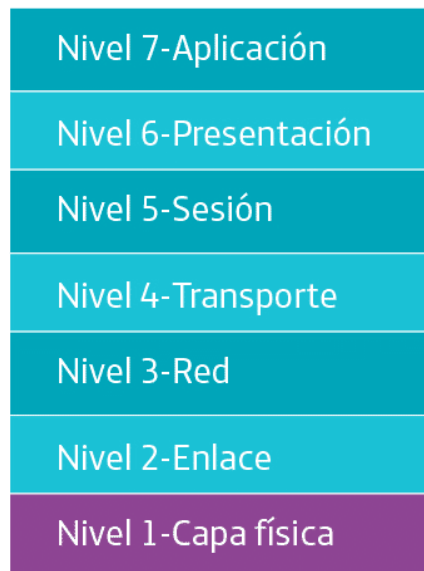 Nivel 7-Aplicación
Nivel 6-Presentación
Nivel 5-Sesión
Nivel 4-Transporte
Nivel 3-Red
Nivel 2-Enlace
Nivel 1-Capa física